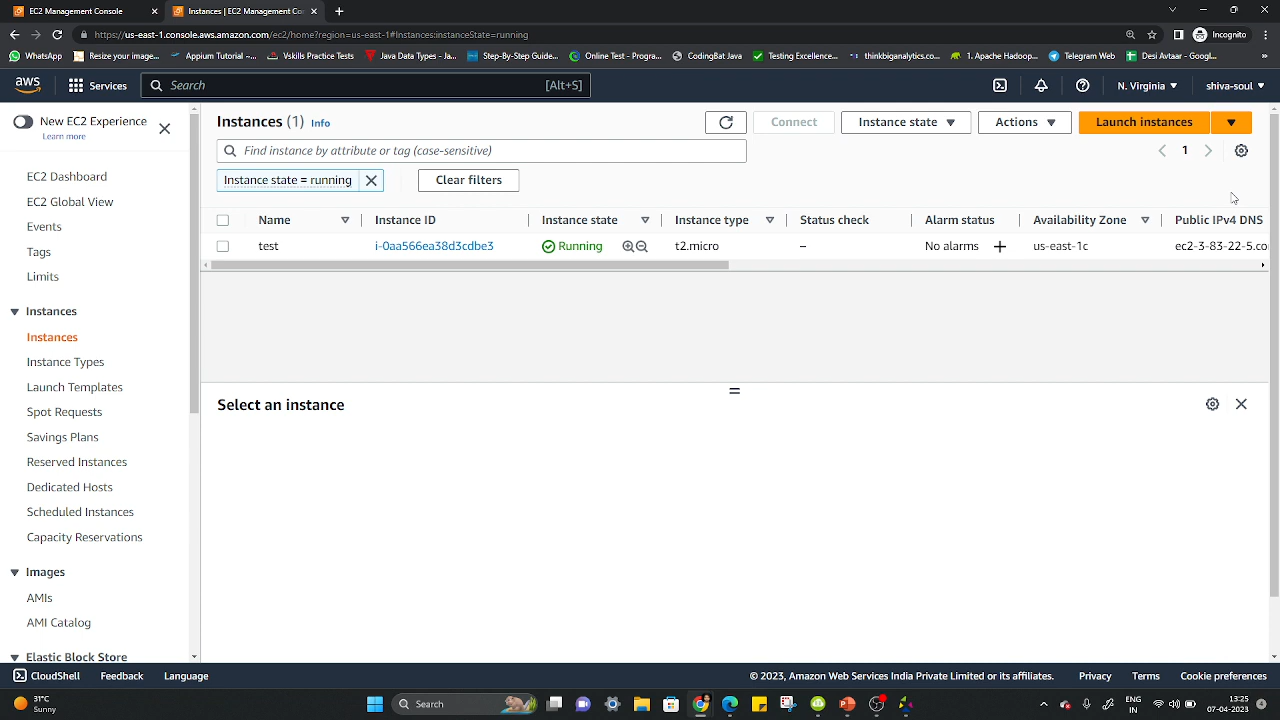 EC2 Management Console
Instances | EC2 Management Co
https://us-east-1.console.aws.amazon.com/ec2/home?region=us-east-1#Instances:instanceState=running
Incognito
WhatsApp
Resize your image...
Appium Tutorial -...
Vskills Practice Tests
Java Data Types - Ja...
Step-By-Step Guide...
Online Test - Progra...
CodingBat Java
Testing Excellence...
thinkbiganalytics.co...
1.Apache Hadoop...
Telegram Web
Desi Advisor - Goog...
»
aws
Services
Search
[Alt+S]
N. Virginia
shiva-soul
New EC2 Experience
Learn more
EC2 Dashboard
EC2 Global View
Events
Tags
Limits
Instances
Instances
Instance Types
Launch Templates
Spot Requests
Savings Plans
Reserved Instances
Dedicated Hosts
Scheduled Instances
Capacity Reservations
Images
AMIs
AMI Catalog
Elastic Block Store
Instances (1) Info
Connect
Instance state
Actions
Launch instances
Find instance by attribute or tag (case-sensitive)
1
Instance state = running
Clear filters
Name Instance ID Instance state Instance type Status check Alarm status Availability Zone Public IPv4 DNS
test i-0aa566ea38d3cdbe3 Running t2.micro – No alarms + us-east-1c ec2-3-83-22-5.co
Select an instance
CloudShell
Feedback
Language
© 2023, Amazon Web Services India Private Limited or its affiliates.
Privacy
Terms
Cookie preferences
31°C
Sunny
Search
ENG
IN
13:25
07-04-2023